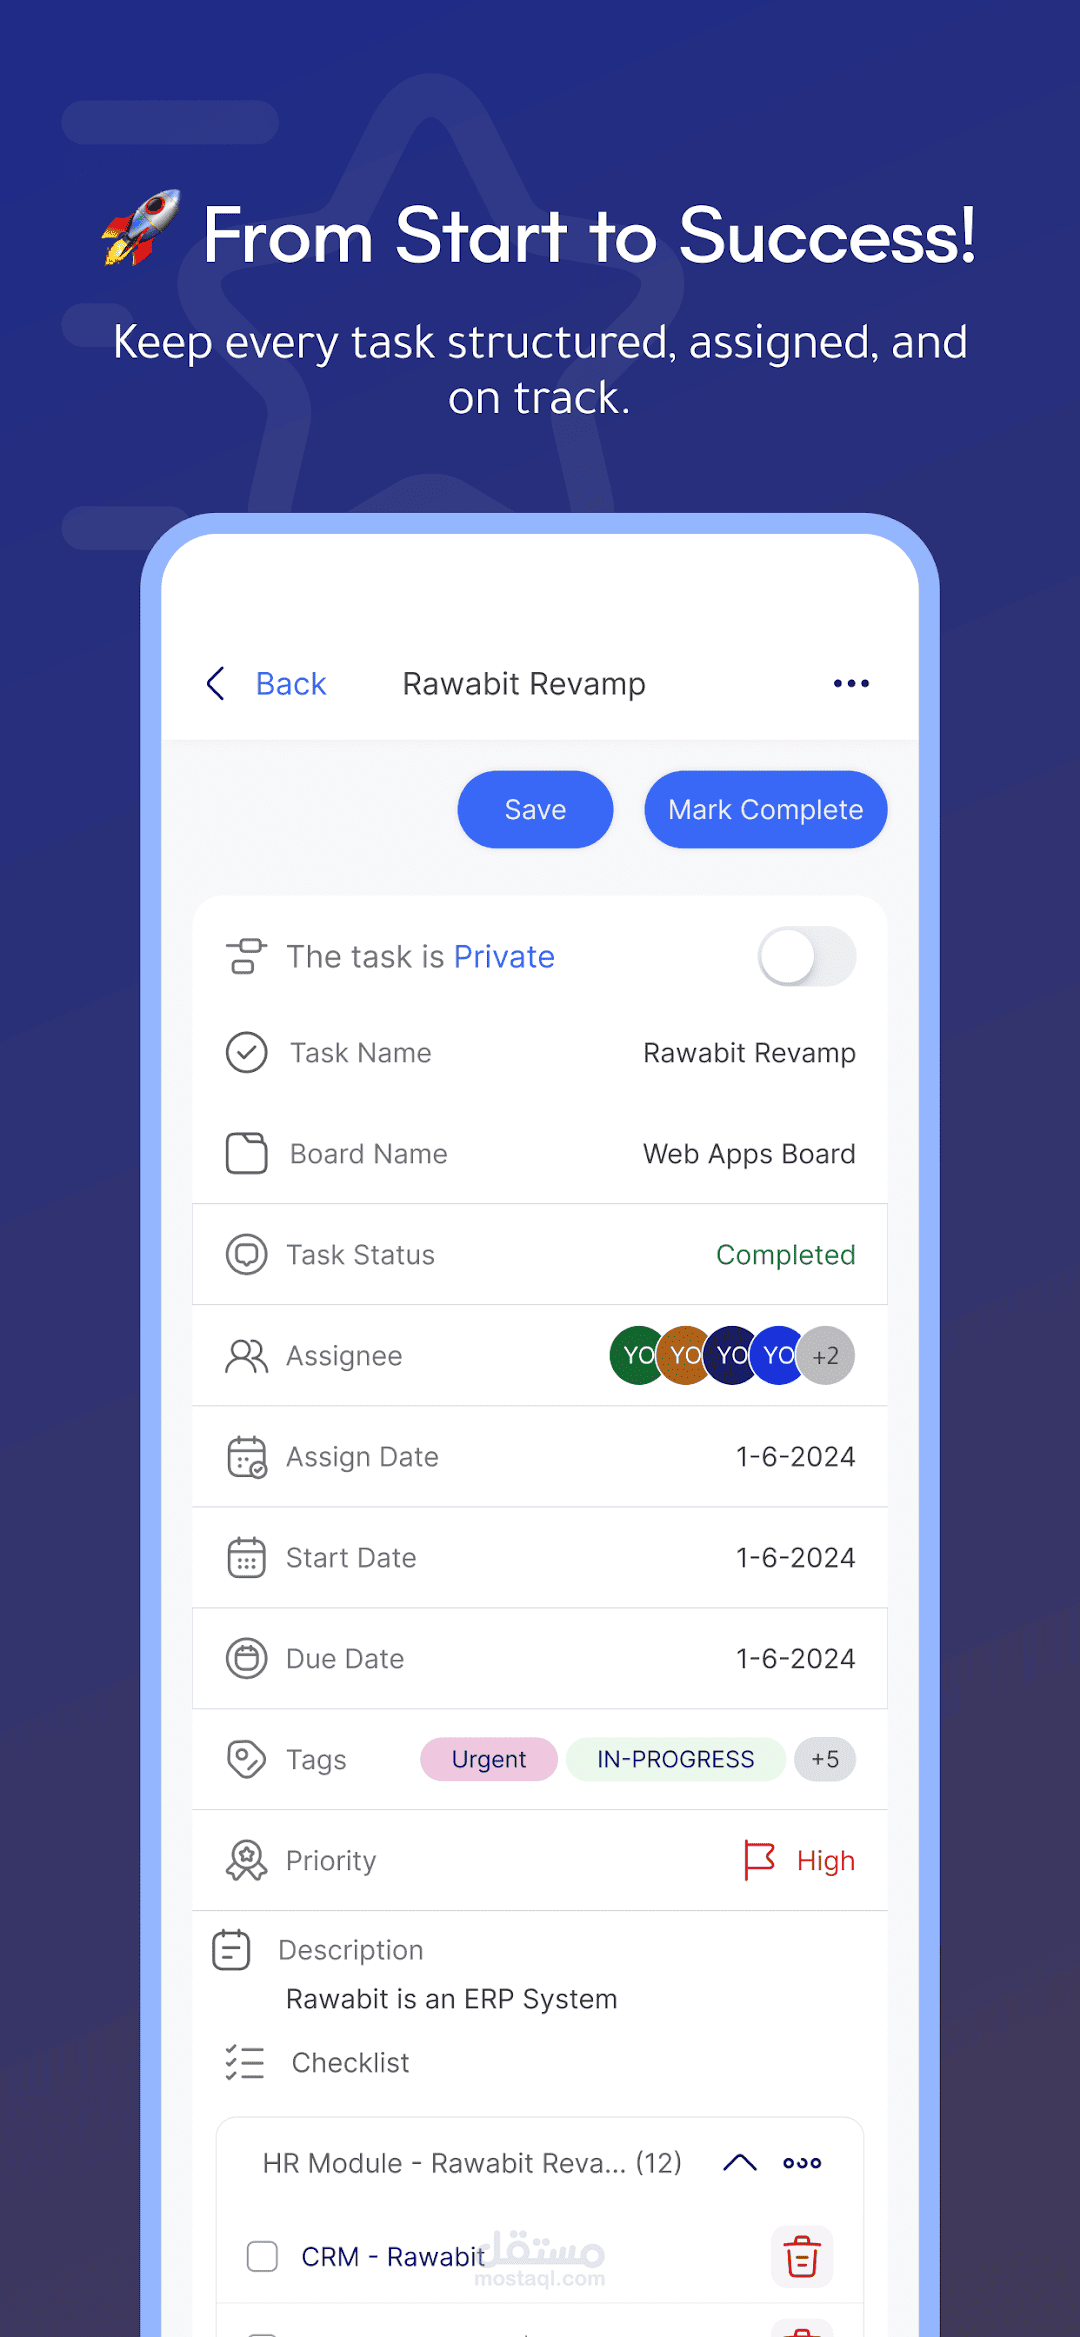 🚀 From Start to Success!
Keep every task structured, assigned, and
on track.
Back Rawabit Revamp
Save Mark Complete
The task is Private
Task Name Rawabit Revamp
Board Name Web Apps Board
Task Status Completed
Assignee YO YO YO YO +2
Assign Date 1-6-2024
Start Date 1-6-2024
Due Date 1-6-2024
Tags Urgent IN-PROGRESS +5
Priority High
Description
Rawabit is an ERP System
Checklist
HR Module - Rawabit Reva... (12)
CRM - Rawabit
مستقل
mostaql.com